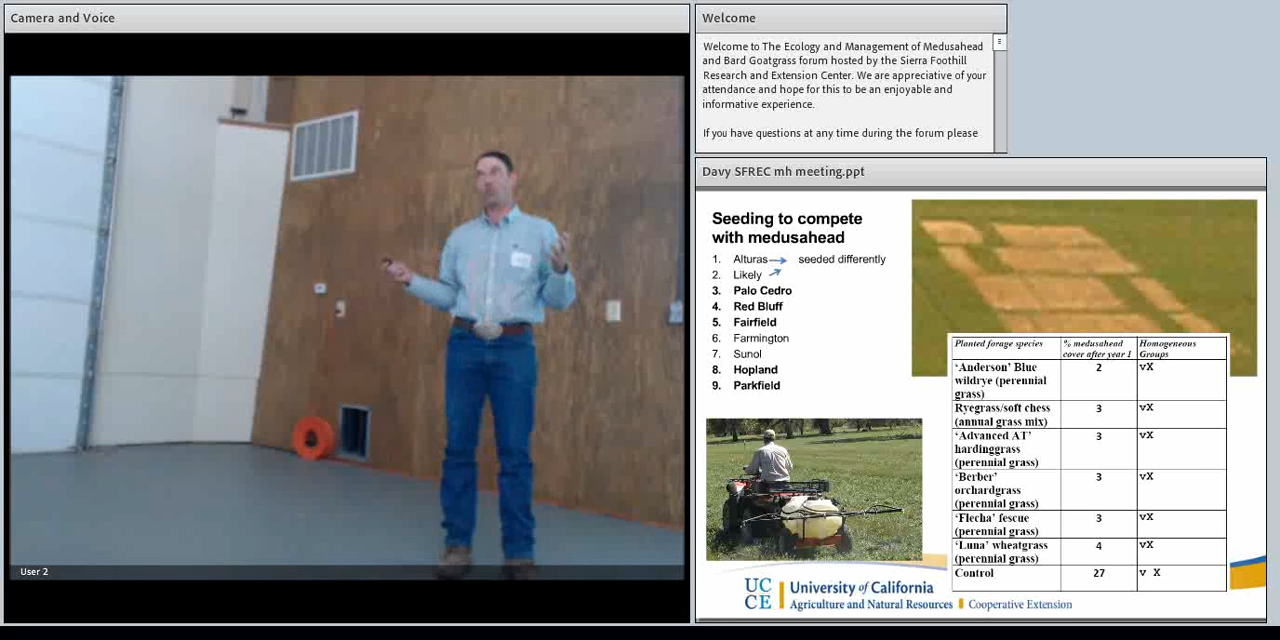 Camera and Voice
User 2
Welcome
Welcome to The Ecology and Management of Medusahead
and Bard Goatgrass forum hosted by the Sierra Foothill
Research and Extension Center. We are appreciative of your
attendance and hope for this to be an enjoyable and
informative experience.
If you have questions at any time during the forum please
Davy SFREC mh meeting.ppt
Seeding to compete
with medusahead
1. Alturas seeded differently
2. Likely
3. Palo Cedro
4. Red Bluff
5. Fairfield
6. Farmington
7. Sunol
8. Hopland
9. Parkfield
Planted forage species % medusahead cover after year 1 Homogeneous Groups
'Anderson' Blue
wildrye (perennial
grass) 2 vX
Ryegrass/soft chess
(annual grass mix) 3 vX
'Advanced AT'
hardinggrass
(perennial grass) 3 vX
'Berber'
orchardgrass
(perennial grass) 3 vX
'Flecha' fescue
(perennial grass) 3 vX
'Luna' wheatgrass
(perennial grass) 4 vX
Control 27 v X
UC
CE
University of California
Agriculture and Natural Resources Cooperative Extension